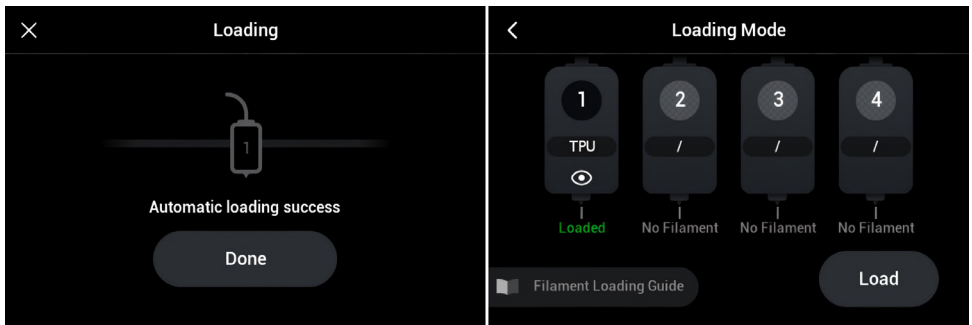 Loading
1
Automatic loading success
Done
Loading Mode
1 2 3 4
TPU / / /
Loaded No Filament No Filament No Filament
Filament Loading Guide
Load